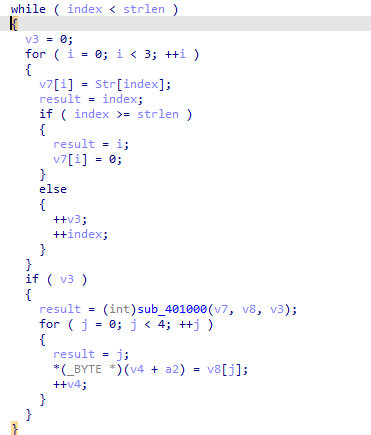 while ( index < strlen )
{
v3 = 0;
for ( i = 0; i < 3; ++i )
{
v7[i] = Str[index];
result = index;
if ( index >= strlen )
{
result = i;
v7[i] = 0;
}
else
{
++v3;
++index;
}
}
if ( v3 )
{
result = (int)sub_401000(v7, v8, v3);
for ( j = 0; j < 4; ++j )
{
result = j;
*(_BYTE *)(v4 + a2) = v8[j];
++v4;
}
}
}